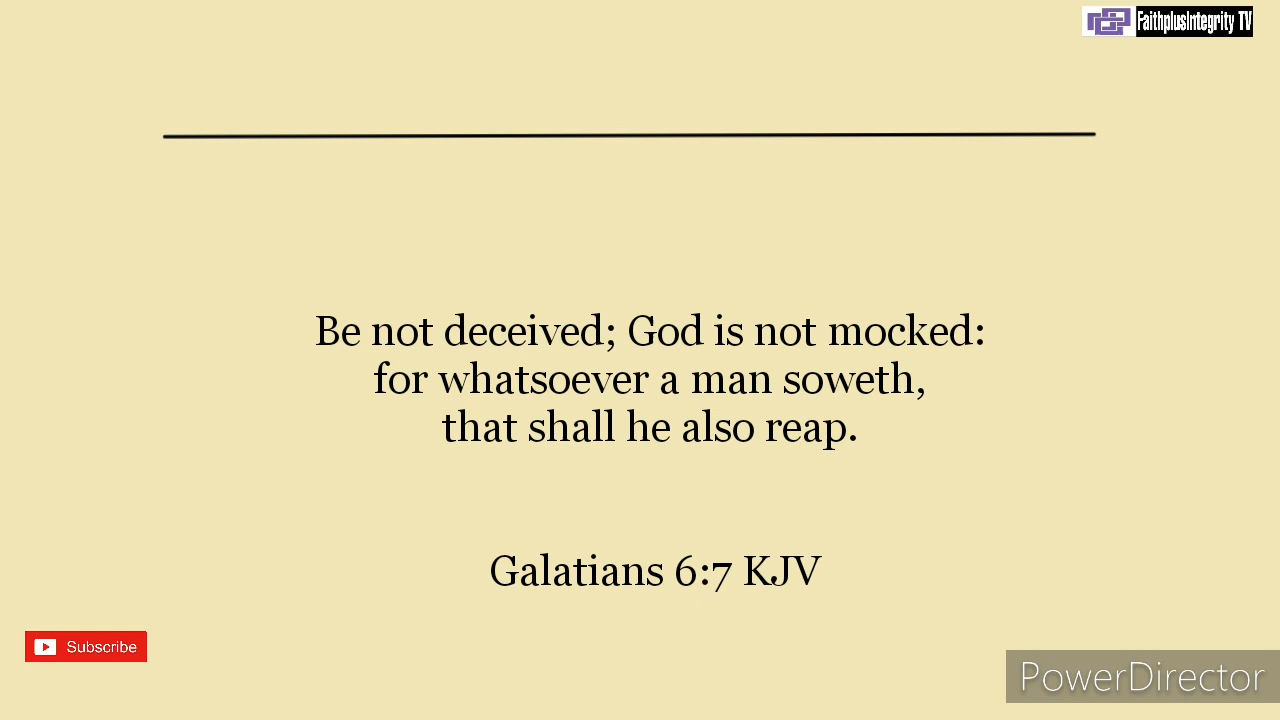 FaithplusIntegrity TV
Be not deceived; God is not mocked:
for whatsoever a man soweth,
that shall he also reap.
Galatians 6:7 KJV
Subscribe
PowerDirector